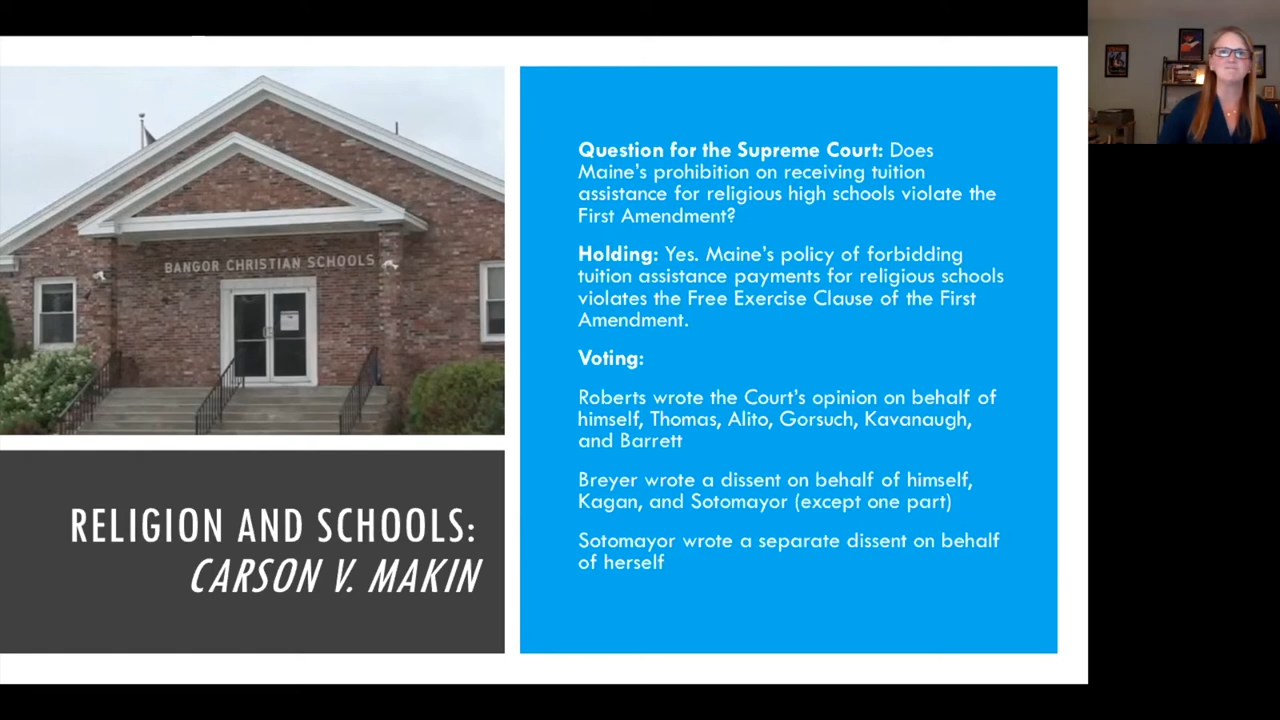 BANGOR CHRISTIAN SCHOOLS
RELIGION AND SCHOOLS:
CARSON V. MAKIN
Question for the Supreme Court: Does
Maine's prohibition on receiving tuition
assistance for religious high schools violate the
First Amendment?
Holding: Yes. Maine's policy of forbidding
tuition assistance payments for religious schools
violates the Free Exercise Clause of the First
Amendment.
Voting:
Roberts wrote the Court's opinion on behalf of
himself, Thomas, Alito, Gorsuch, Kavanaugh,
and Barrett
Breyer wrote a dissent on behalf of himself,
Kagan, and Sotomayor (except one part)
Sotomayor wrote a separate dissent on behalf
of herself